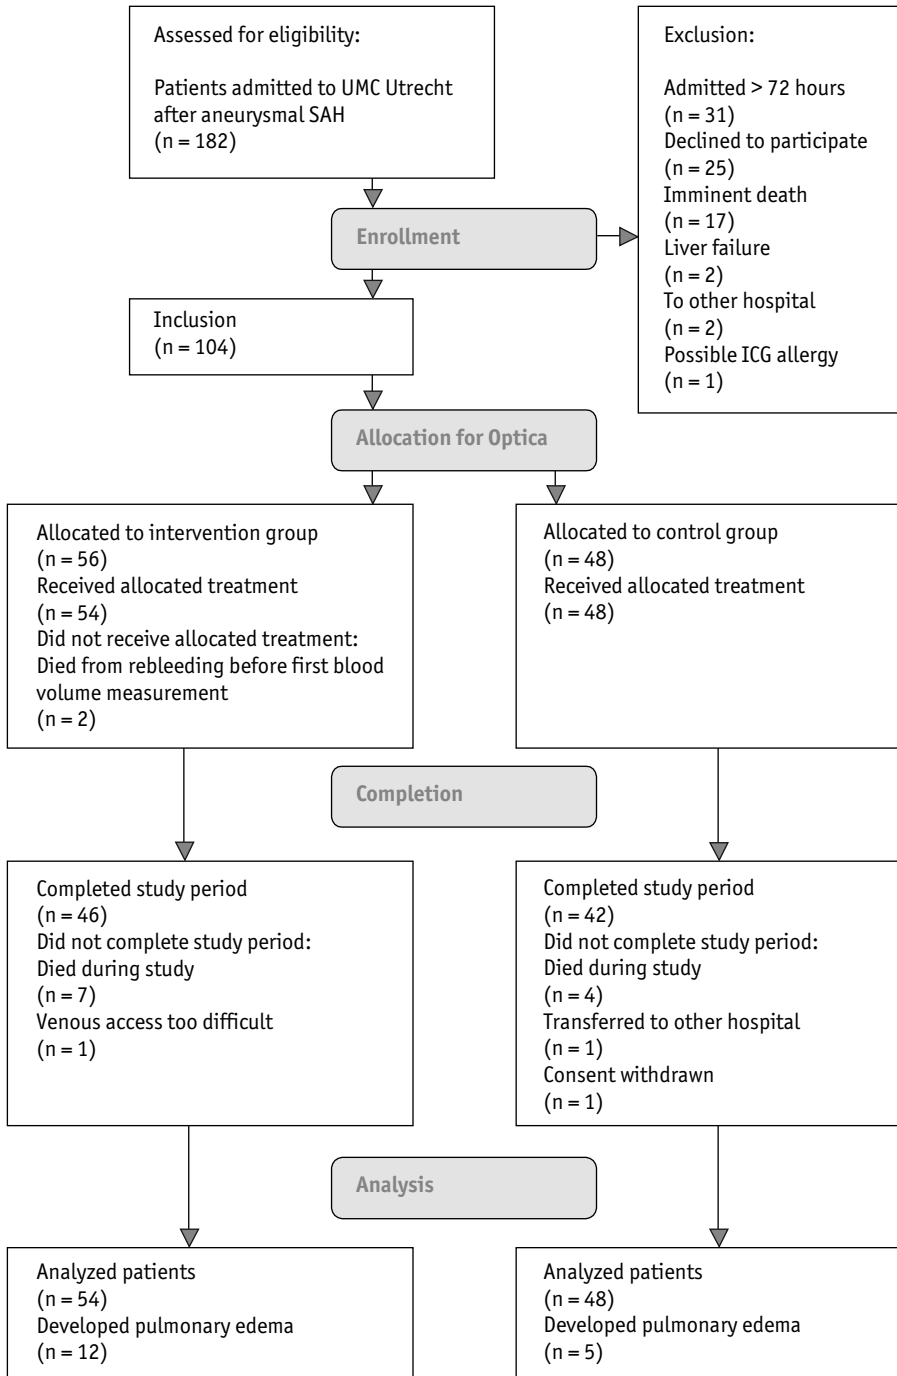 Assessed for eligibility:
Patients admitted to UMC Utrecht
after aneurysmal SAH
(n = 182)
Exclusion:
Admitted > 72 hours
(n = 31)
Declined to participate
(n = 25)
Imminent death
(n = 17)
Liver failure
(n = 2)
To other hospital
(n = 2)
Possible ICG allergy
(n = 1)
Enrollment
Inclusion
(n = 104)
Allocation for Optica
Allocated to intervention group
(n = 56)
Received allocated treatment
(n = 54)
Did not receive allocated treatment:
Died from rebleeding before first blood
volume measurement
(n = 2)
Allocated to control group
(n = 48)
Received allocated treatment
(n = 48)
Completion
Completed study period
(n = 46)
Did not complete study period:
Died during study
(n = 7)
Venous access too difficult
(n = 1)
Completed study period
(n = 42)
Did not complete study period:
Died during study
(n = 4)
Transferred to other hospital
(n = 1)
Consent withdrawn
(n = 1)
Analysis
Analyzed patients
(n = 54)
Developed pulmonary edema
(n = 12)
Analyzed patients
(n = 48)
Developed pulmonary edema
(n = 5)